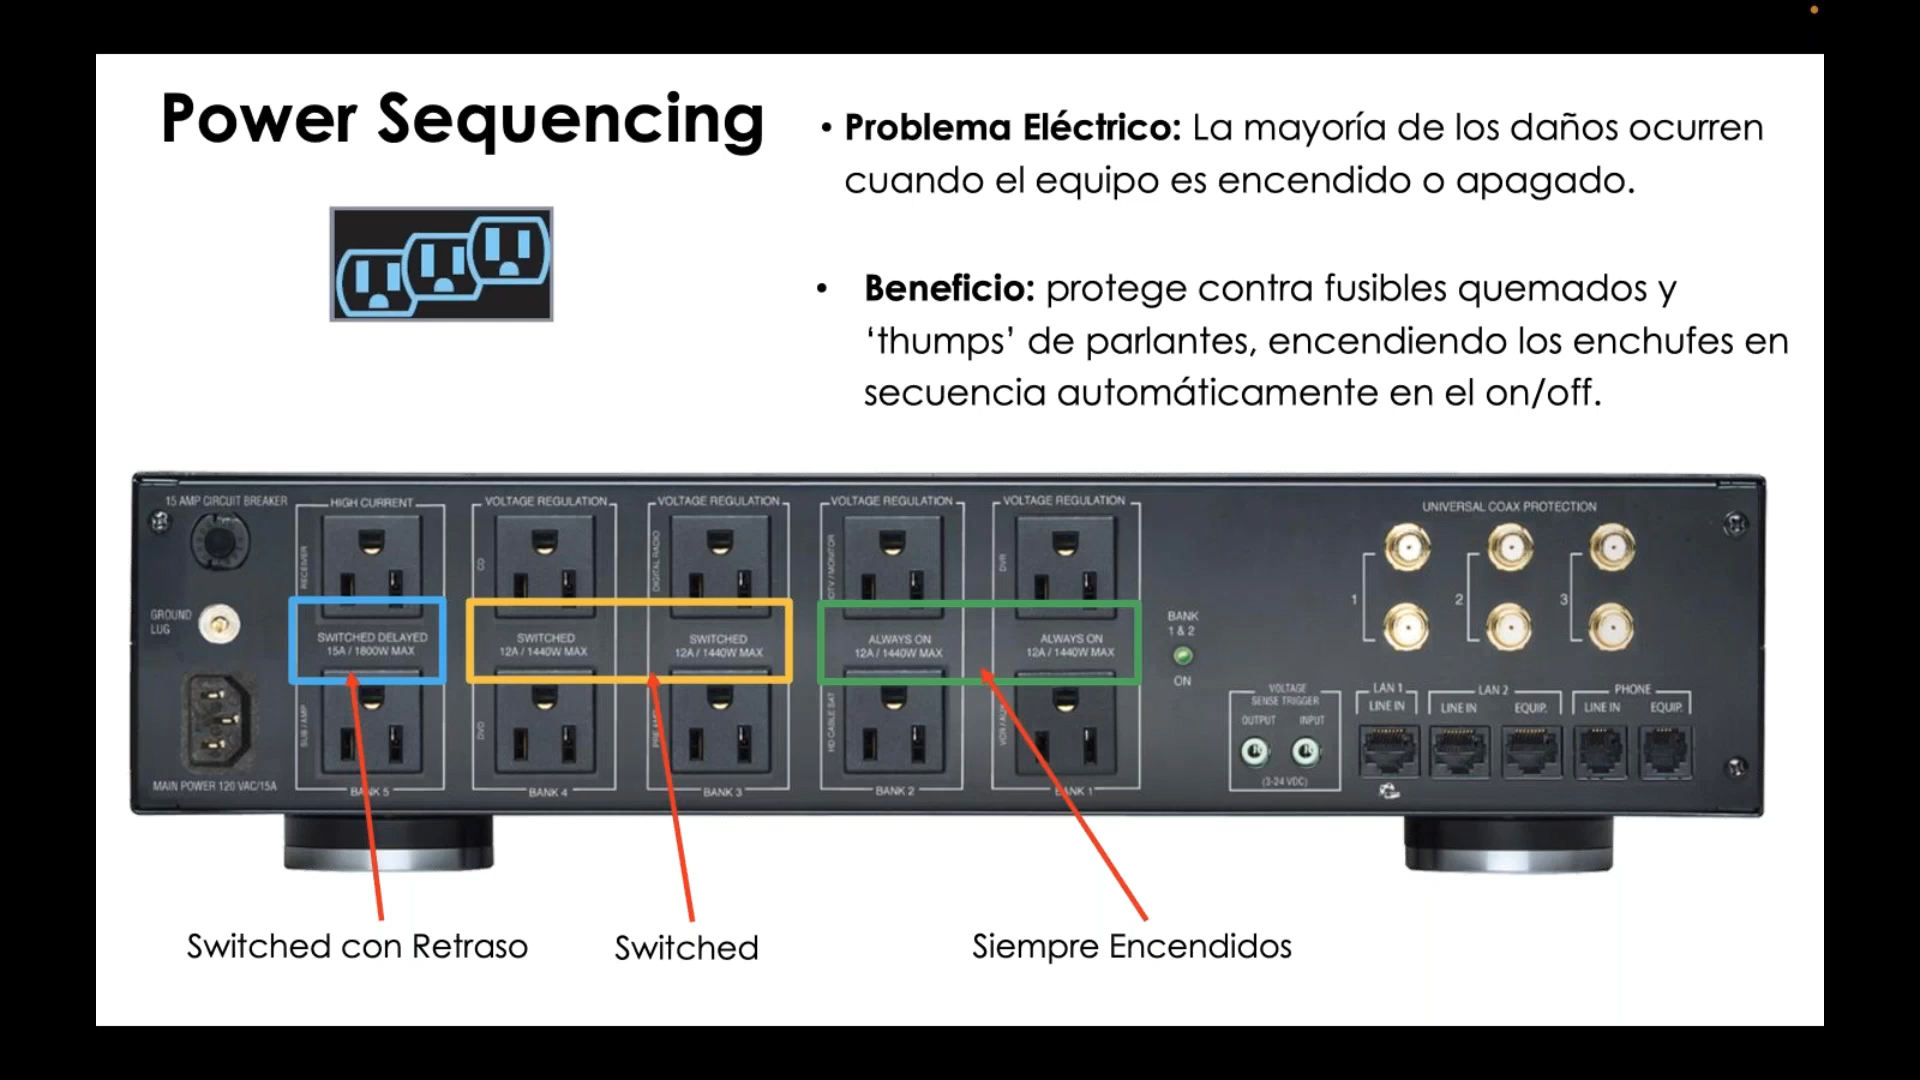 Power Sequencing
• Problema Eléctrico: La mayoría de los daños ocurren
cuando el equipo es encendido o apagado.
• Beneficio: protege contra fusibles quemados y
‘thumps’ de parlantes, encendiendo los enchufes en
secuencia automáticamente en el on/off.
15 AMP CIRCUIT BREAKER
GROUND
LUG
MAIN POWER 120 VAC/15A
HIGH CURRENT
RECEIVER
SWITCHED DELAYED
15A / 1800W MAX
SUB / AMP
BANK 5
VOLTAGE REGULATION
CD
SWITCHED
12A / 1440W MAX
DVD
BANK 4
VOLTAGE REGULATION
DIGITAL RADIO
SWITCHED
12A / 1440W MAX
BANK 3
VOLTAGE REGULATION
/ MONITOR
ALWAYS ON
12A / 1440W MAX
HD CABLE SAT
BANK 2
VOLTAGE REGULATION
DVR
ALWAYS ON
12A / 1440W MAX
BANK 1
BANK
1 & 2
ON
UNIVERSAL COAX PROTECTION
1
2
3
VOLTAGE
SENSE TRIGGER
OUTPUT INPUT
(3-24 VDC)
LAN 1
LINE IN
LAN 2
LINE IN EQUIP.
PHONE
LINE IN EQUIP.
Switched con Retraso
Switched
Siempre Encendidos